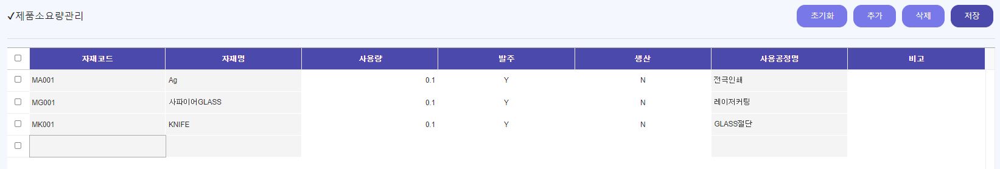 ✓제품소요량관리
초기화 추가 삭제 저장
자재코드 자재명 사용량 발주 생산 사용공정명 비고
MA001 Ag 0.1 Y N 전극인쇄
MG001 사파이어GLASS 0.1 Y N 레이저커팅
MK001 KNIFE 0.1 Y N GLASS절단